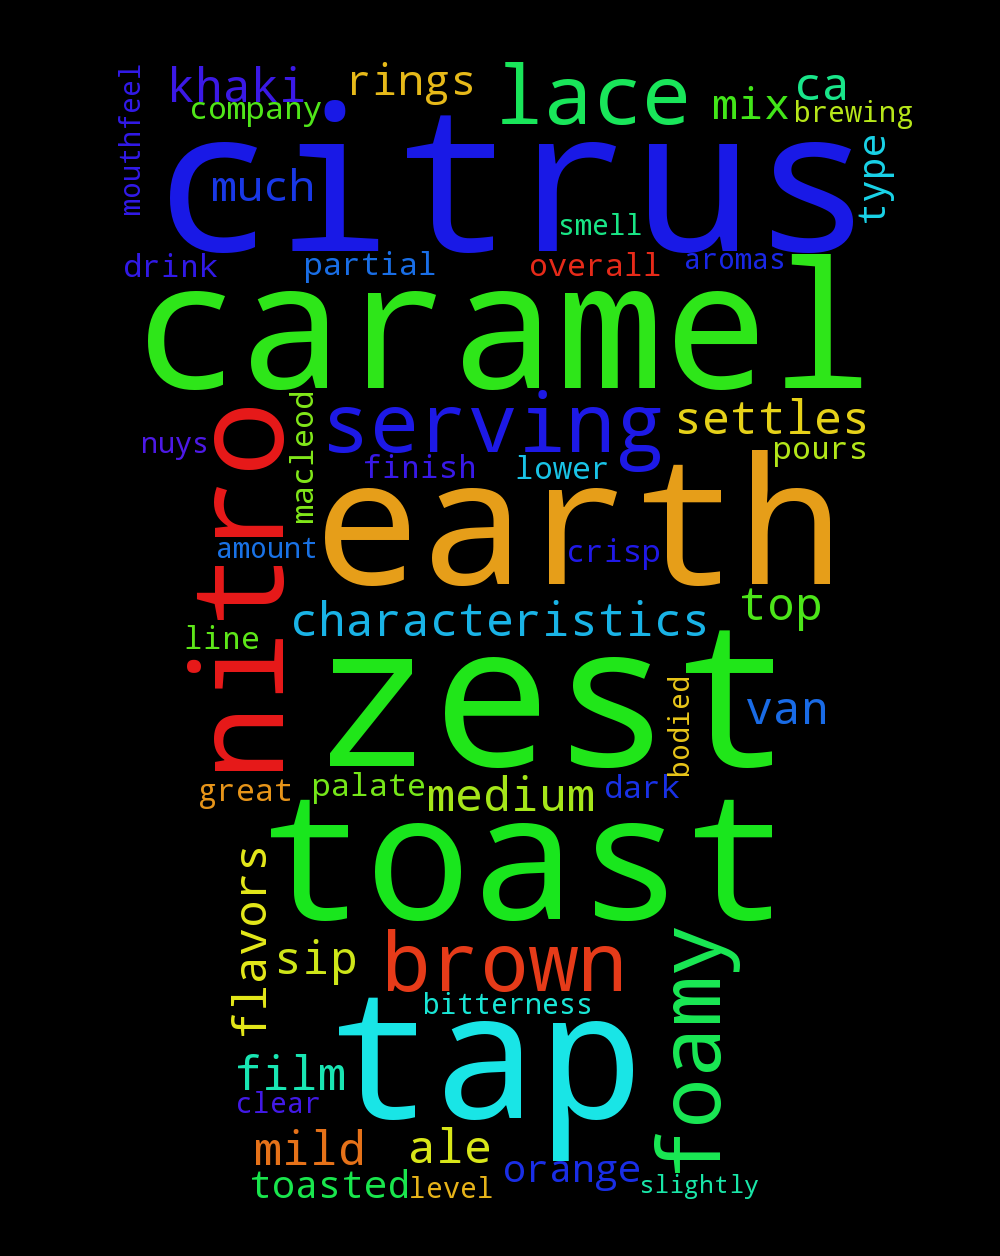 khaki
rings
lace
ca
mix
company
brewing
mouthfeel
citrus
much
type
smell
drink
partial
overall
aromas
caramel
nitro
macleod
serving
settles
nuys
finish
lower
pours
earth
amount
crisp
characteristics
top
line
zest
bodied
van
great
palate
medium
dark
toast
flavors
sip
brown
foamy
bitterness
tap
film
clear
mild
ale
orange
toasted
level
slightly